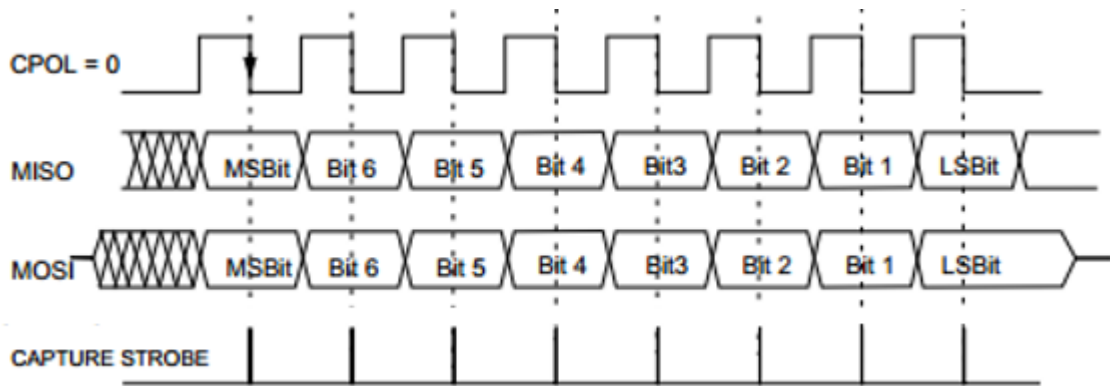 CPOL = 0
MISO MSBit Bit 6 Bit 5 Bit 4 Bit3 Bit 2 Bit 1 LSBit
MOSI MSBit Bit 6 Bit 5 Bit 4 Bit3 Bit 2 Bit 1 LSBit
CAPTURE STROBE